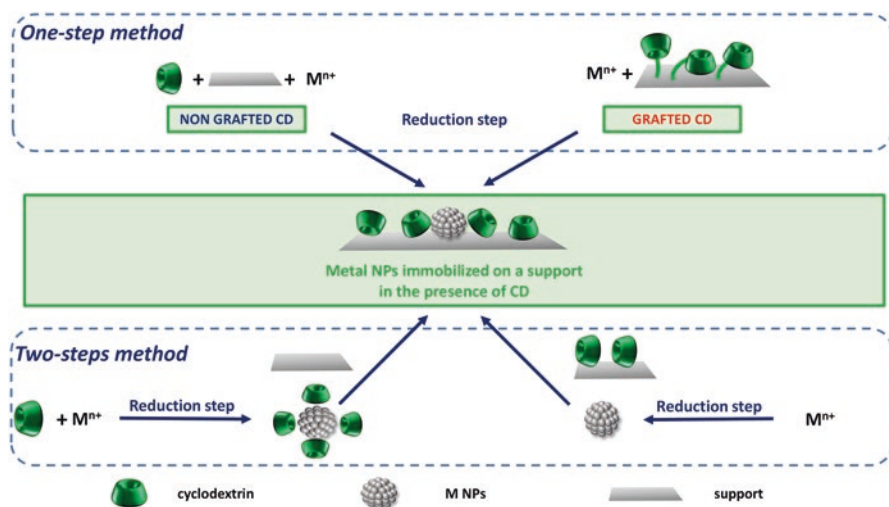 One-step method
+ + Mⁿ⁺
Mⁿ⁺ +
NON GRAFTED CD
Reduction step
GRAFTED CD
Metal NPs immobilized on a support
in the presence of CD
Two-steps method
+ Mⁿ⁺
Reduction step
Reduction step
Mⁿ⁺
cyclodextrin
M NPs
support